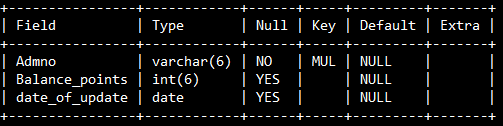 +----------------+------------+------+-----+---------+-------+
| Field          | Type       | Null | Key | Default | Extra |
+----------------+------------+------+-----+---------+-------+
| Admno          | varchar(6) | NO   | MUL | NULL    |       |
| Balance_points | int(6)     | YES  |     | NULL    |       |
| date_of_update | date       | YES  |     | NULL    |       |
+----------------+------------+------+-----+---------+-------+